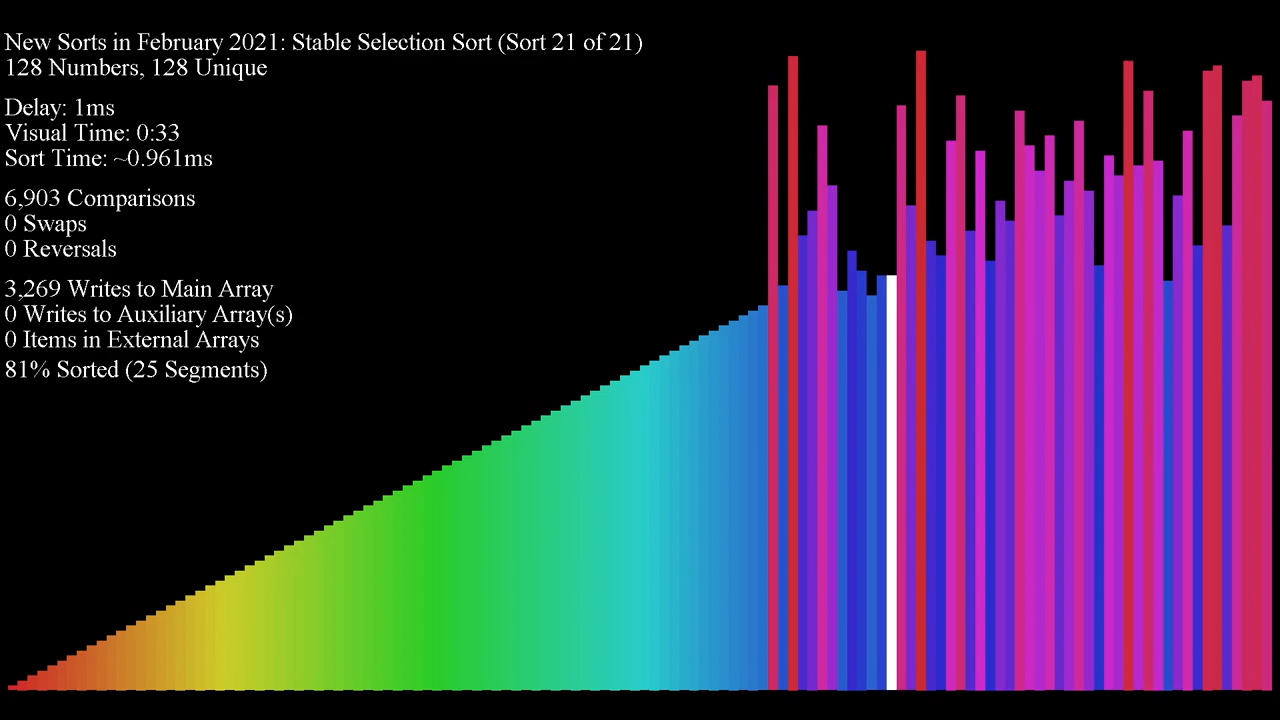 New Sorts in February 2021: Stable Selection Sort (Sort 21 of 21)
128 Numbers, 128 Unique
Delay: 1ms
Visual Time: 0:33
Sort Time: ~0.961ms
6,903 Comparisons
0 Swaps
0 Reversals
3,269 Writes to Main Array
0 Writes to Auxiliary Array(s)
0 Items in External Arrays
81% Sorted (25 Segments)